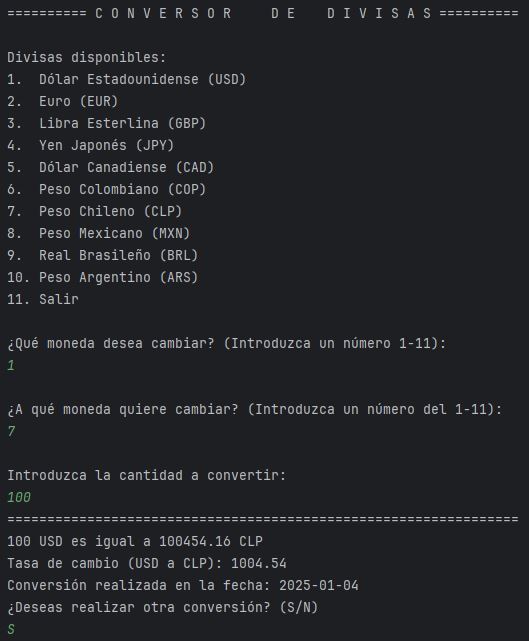 ========== C O N V E R S O R     D E    D I V I S A S ==========
Divisas disponibles:
1.  Dólar Estadounidense (USD)
2.  Euro (EUR)
3.  Libra Esterlina (GBP)
4.  Yen Japonés (JPY)
5.  Dólar Canadiense (CAD)
6.  Peso Colombiano (COP)
7.  Peso Chileno (CLP)
8.  Peso Mexicano (MXN)
9.  Real Brasileño (BRL)
10. Peso Argentino (ARS)
11. Salir
¿Qué moneda desea cambiar? (Introduzca un número 1-11):
1
¿A qué moneda quiere cambiar? (Introduzca un número del 1-11):
7
Introduzca la cantidad a convertir:
100
================================================================
100 USD es igual a 100454.16 CLP
Tasa de cambio (USD a CLP): 1004.54
Conversión realizada en la fecha: 2025-01-04
¿Deseas realizar otra conversión? (S/N)
S